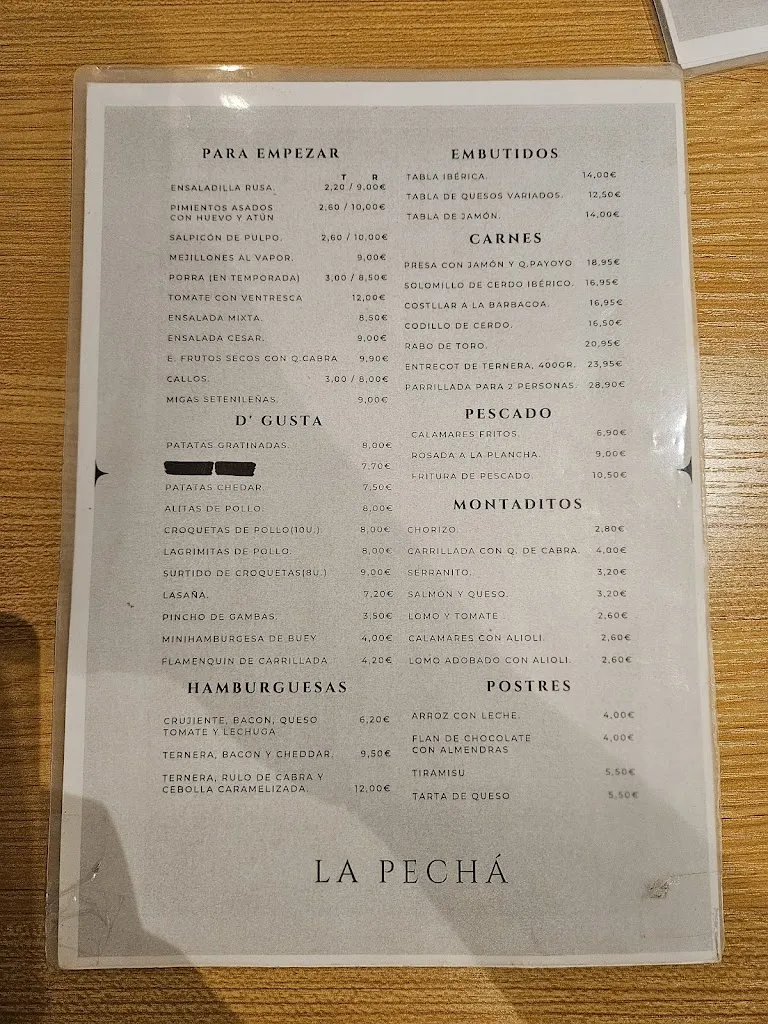 PARA EMPEZAR
T R
ENSALADILLA RUSA. 2,20 / 9,00€
PIMIENTOS ASADOS 2,60 / 10,00€
CON HUEVO Y ATÚN
SALPICÓN DE PULPO. 2,60 / 10,00€
MEJILLONES AL VAPOR. 9,00€
PORRA (EN TEMPORADA) 3,00 / 8,50€
TOMATE CON VENTRESCA 12,00€
ENSALADA MIXTA. 8,50€
ENSALADA CESAR. 9,00€
E. FRUTOS SECOS CON Q.CABRA 9,90€
CALLOS. 3,00 / 8,00€
MIGAS SETENILEÑAS. 9,00€
D' GUSTA
PATATAS GRATINADAS. 8,00€
7,70€
PATATAS CHEDAR. 7,50€
ALITAS DE POLLO. 8,00€
CROQUETAS DE POLLO(10U.). 8,00€
LAGRIMITAS DE POLLO. 8,00€
SURTIDO DE CROQUETAS(8U.) 9,00€
LASAÑA. 7,20€
PINCHO DE GAMBAS. 3,50€
MINIHAMBURGESA DE BUEY 4,00€
FLAMENQUIN DE CARRILLADA 4,20€
HAMBURGUESAS
CRUJIENTE, BACON, QUESO 6,20€
TOMATE Y LECHUGA
TERNERA, BACON Y CHEDDAR. 9,50€
TERNERA, RULO DE CABRA Y
CEBOLLA CARAMELIZADA. 12,00€
EMBUTIDOS
TABLA IBÉRICA. 14,00€
TABLA DE QUESOS VARIADOS. 12,50€
TABLA DE JAMÓN. 14,00€
CARNES
PRESA CON JAMÓN Y Q.PAYOYO 18,95€
SOLOMILLO DE CERDO IBÉRICO. 16,95€
COSTLLAR A LA BARBACOA. 16,95€
CODILLO DE CERDO. 16,50€
RABO DE TORO. 20,95€
ENTRECOT DE TERNERA, 400GR. 23,95€
PARRILLADA PARA 2 PERSONAS. 28,90€
PESCADO
CALAMARES FRITOS. 6,90€
ROSADA A LA PLANCHA. 9,00€
FRITURA DE PESCADO. 10,50€
MONTADITOS
CHORIZO. 2,80€
CARRILLADA CON Q. DE CABRA. 4,00€
SERRANITO. 3,20€
SALMÓN Y QUESO. 3,20€
LOMO Y TOMATE 2,60€
CALAMARES CON ALIOLI. 2,60€
LOMO ADOBADO CON ALIOLI. 2,60€
POSTRES
ARROZ CON LECHE. 4,00€
FLAN DE CHOCOLATE 4,00€
CON ALMENDRAS
TIRAMISU 5,50€
TARTA DE QUESO 5,50€
LA PECHÁ